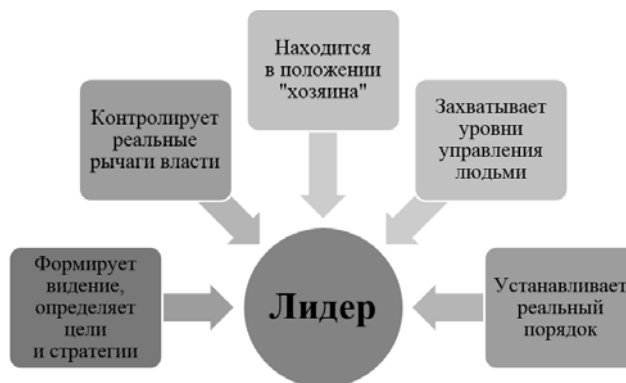 Находится
в положении
"хозяина"
Контролирует
реальные
рычаги власти
Захватывает
уровни
управления
людьми
Формирует
видение,
определяет
цели
и стратегии
Лидер
Устанавливает
реальный
порядок